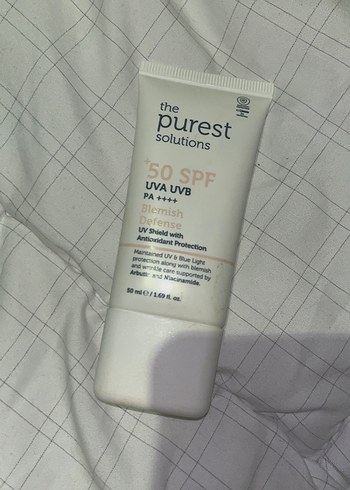 the
purest
solutions
+50 SPF
UVA UVB
PA ++++
Blemish
Defense
UV Shield with
Antioxidant Protection
Maintained UV & Blue Light
protection along with blemish
and wrinkle care supported by
Arbutin and Niacinamide.
50 ml ℮ / 1.69 fl. oz.